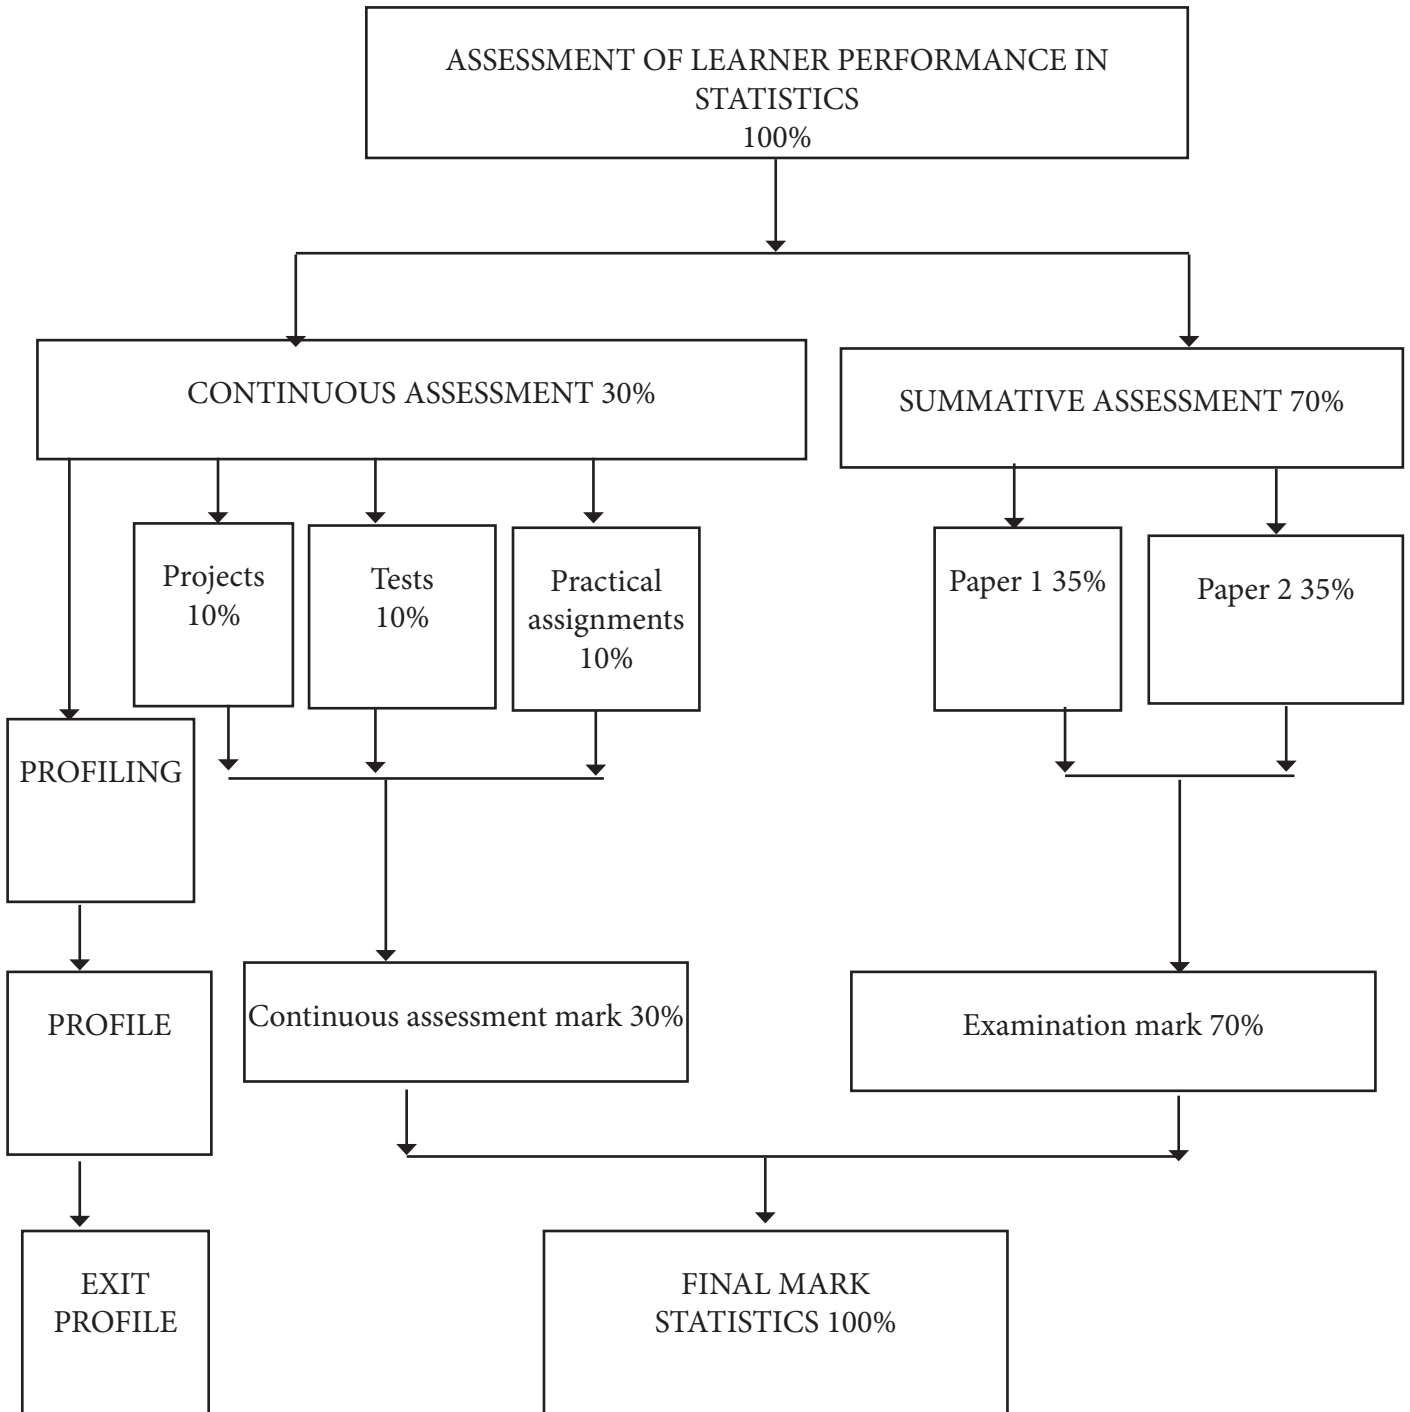 ASSESSMENT OF LEARNER PERFORMANCE IN
STATISTICS
100%
CONTINUOUS ASSESSMENT 30%
SUMMATIVE ASSESSMENT 70%
Projects
10%
Tests
10%
Practical
assignments
10%
Paper 1 35%
Paper 2 35%
PROFILING
PROFILE
Continuous assessment mark 30%
Examination mark 70%
EXIT
PROFILE
FINAL MARK
STATISTICS 100%